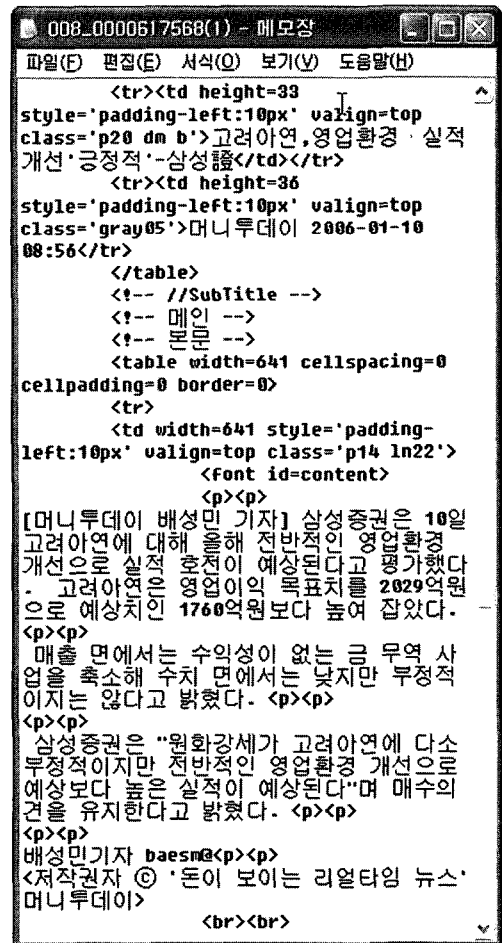 008_0000617568(1) - 메모장
파일(F) 편집(E) 서식(O) 보기(V) 도움말(H)
<tr><td height=33
style='padding-left:10px' valign=top
class='p20 dm b'>고려아연,영업환경·실적
개선'긍정적'-삼성證</td></tr>
<tr><td height=36
style='padding-left:10px' valign=top
class='gray05'>머니투데이 2006-01-10
08:56</tr>
</table>
<!-- //SubTitle -->
<!-- 메인 -->
<!-- 본문 -->
<table width=641 cellspacing=0
cellpadding=0 border=0>
<tr>
<td width=641 style='padding-
left:10px' valign=top class='p14 ln22'>
<font id=content>
<p><p>
[머니투데이 배성민 기자] 삼성증권은 10일
고려아연에 대해 올해 전반적인 영업환경
개선으로 실적 호전이 예상된다고 평가했다
. 고려아연은 영업이익 목표치를 2029억원
으로 예상치인 1760억원보다 높여 잡았다.
<p><p>
매출 면에서는 수익성이 없는 금 무역 사
업을 축소해 수치 면에서는 낮지만 부정적
이지는 않다고 밝혔다. <p><p>
<p><p>
삼성증권은 "원화강세가 고려아연에 다소
부정적이지만 전반적인 영업환경 개선으로
예상보다 높은 실적이 예상된다"며 매수의
견을 유지한다고 밝혔다. <p><p>
<p><p>
배성민기자 baesm@<p><p>
<저작권자 ⓒ '돈이 보이는 리얼타임 뉴스'
머니투데이>
<br><br>